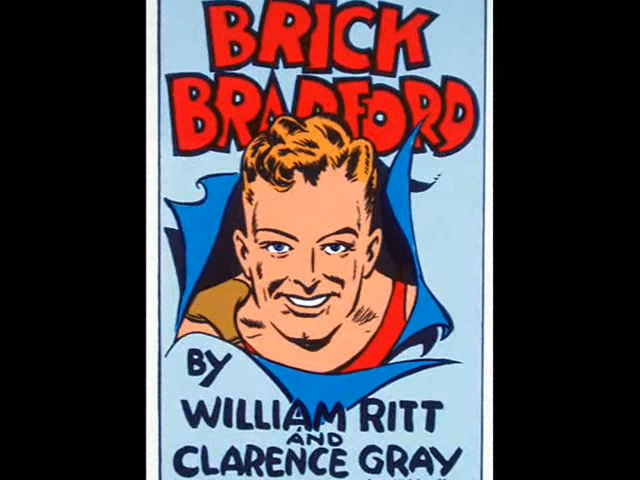 BRICK
BRADFORD
BY
WILLIAM RITT
AND
CLARENCE GRAY